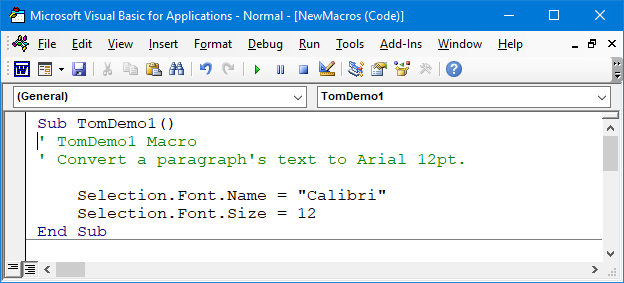 Microsoft Visual Basic for Applications - Normal - [NewMacros (Code)]
File Edit View Insert Format Debug Run Tools Add-Ins Window Help
(General) TomDemo1
Sub TomDemo1()
' TomDemo1 Macro
' Convert a paragraph's text to Arial 12pt.
Selection.Font.Name = "Calibri"
Selection.Font.Size = 12
End Sub